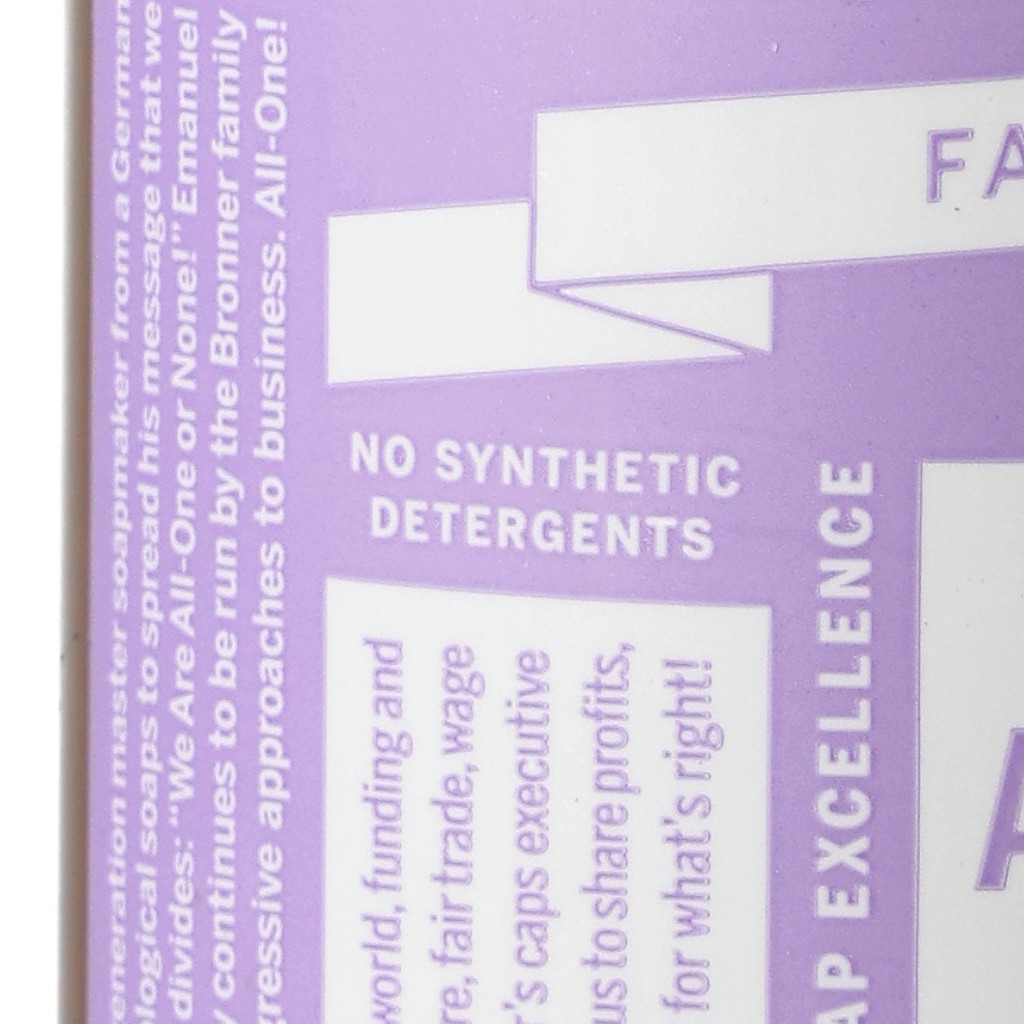 eneration master soapmaker from a German
logical soaps to spread his message that we
divides: "We Are All-One or None!" Emanuel
continues to be run by the Bronner family
gressive approaches to business. All-One!
FA
NO SYNTHETIC
DETERGENTS
world, funding and
re, fair trade, wage
r's caps executive
us to share profits,
for what's right!
AP EXCELLENCE
A